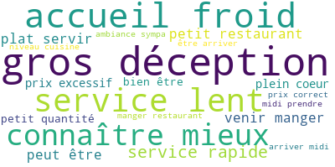 accueil froid
ambiance sympa
petit restaurant
plat servir
niveau cuisine
être arriver
gros déception
prix excessif
bien être
plein coeur
service lent
prix correct
midi prendre
petit quantité
manger restaurant
venir manger
connaître mieux
arriver midi
peut être
service rapide